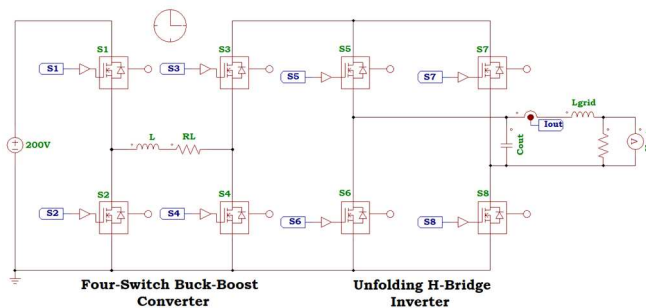 S1
S3
S5
S7
S1
S3
S5
S7
Lgrid
Iout
200V
L
RL
Cout
V
S2
S4
S6
S8
S2
S4
S6
S8
Four-Switch Buck-Boost
Converter
Unfolding H-Bridge
Inverter